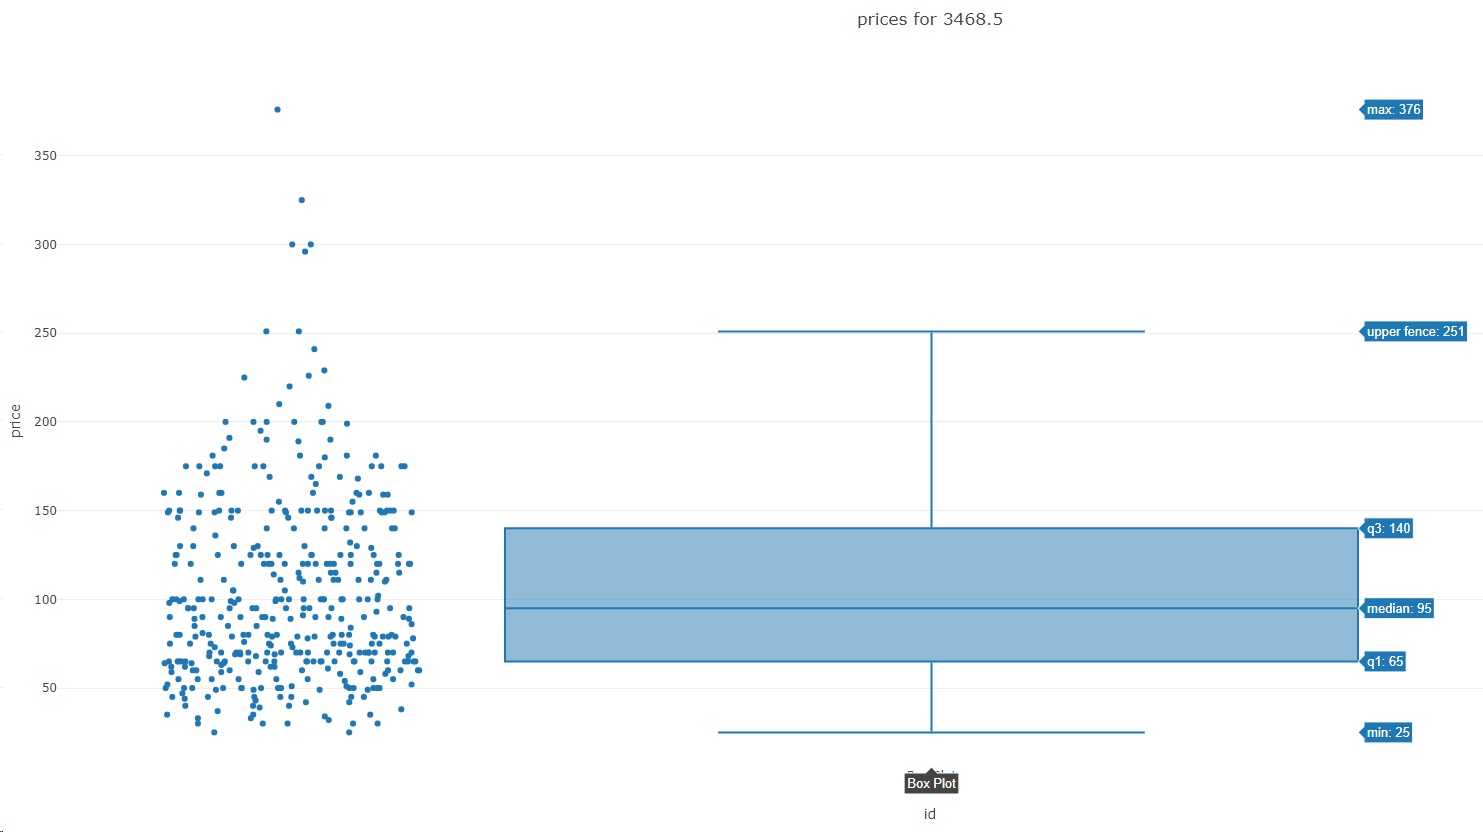 prices for 3468.5
max: 376
350
300
250
upper fence: 251
200
price
150
q3: 140
100
median: 95
q1: 65
50
min: 25
Box Plot
id